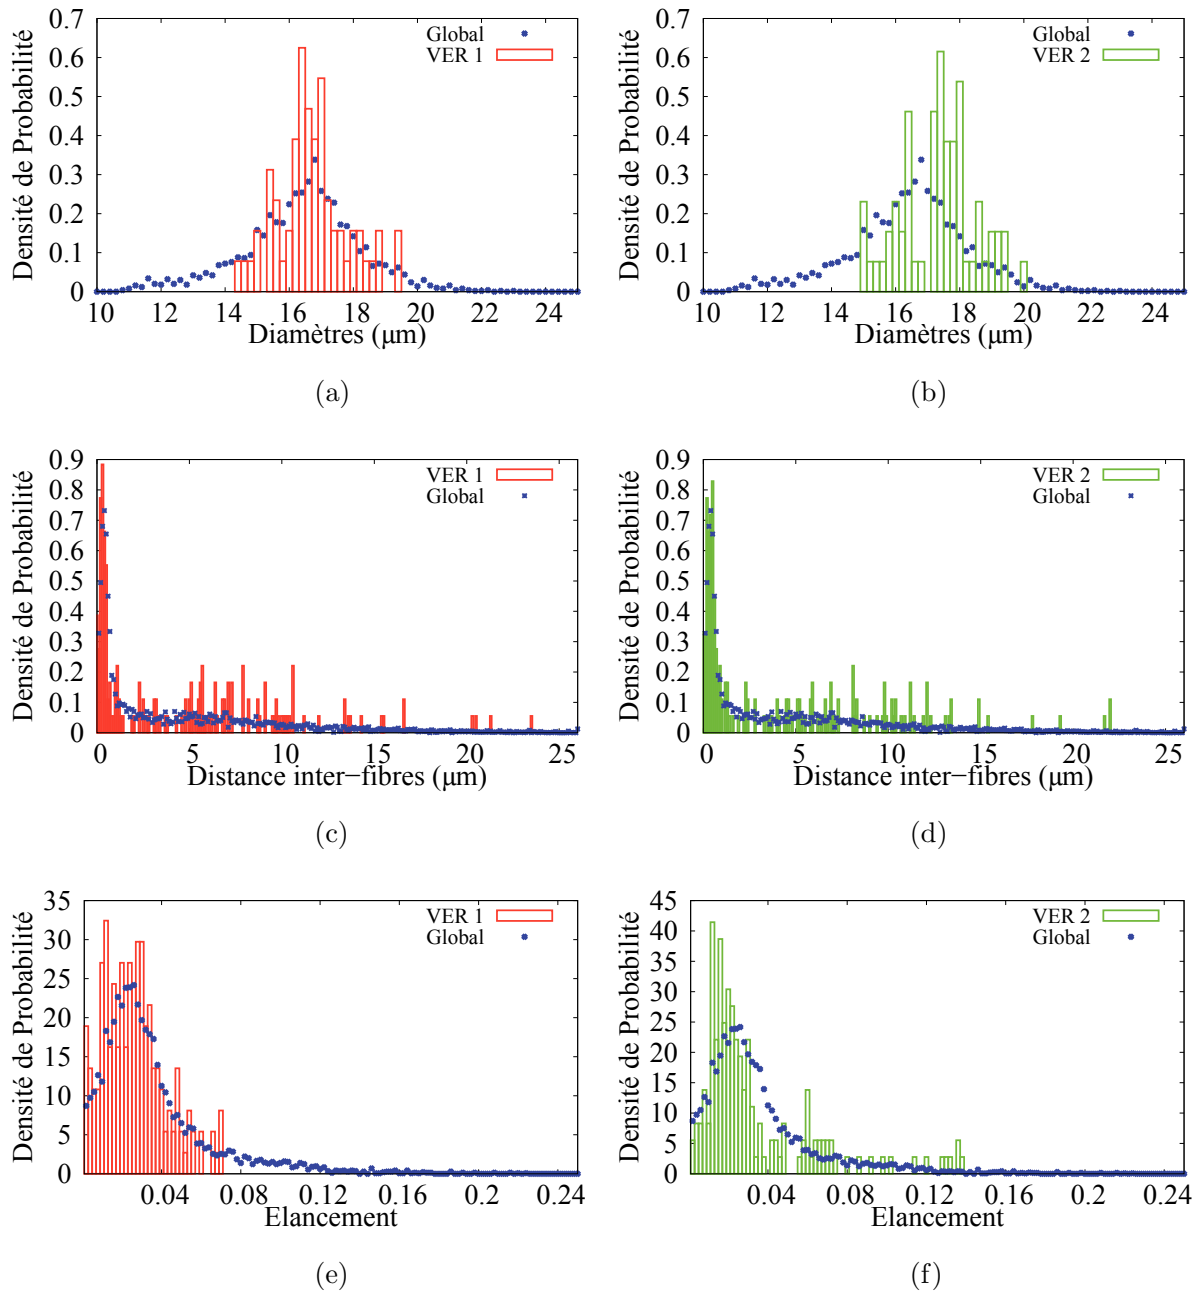 Densité de Probabilité
0.7
0.6
0.5
0.4
0.3
0.2
0.1
0
Global
VER 1
10 12 14 16 18 20 22 24
Diamètres (μm)
(a)
Densité de Probabilité
0.7
0.6
0.5
0.4
0.3
0.2
0.1
0
Global
VER 2
10 12 14 16 18 20 22 24
Diamètres (μm)
(b)
Densité de Probabilité
0.9
0.8
0.7
0.6
0.5
0.4
0.3
0.2
0.1
0
VER 1
Global
0 5 10 15 20 25
Distance inter−fibres (μm)
(c)
Densité de Probabilité
0.9
0.8
0.7
0.6
0.5
0.4
0.3
0.2
0.1
0
VER 2
Global
0 5 10 15 20 25
Distance inter−fibres (μm)
(d)
Densité de Probabilité
35
30
25
20
15
10
5
0
VER 1
Global
0.04 0.08 0.12 0.16 0.2 0.24
Elancement
(e)
Densité de Probabilité
45
40
35
30
25
20
15
10
5
0
VER 2
Global
0.04 0.08 0.12 0.16 0.2 0.24
Elancement
(f)